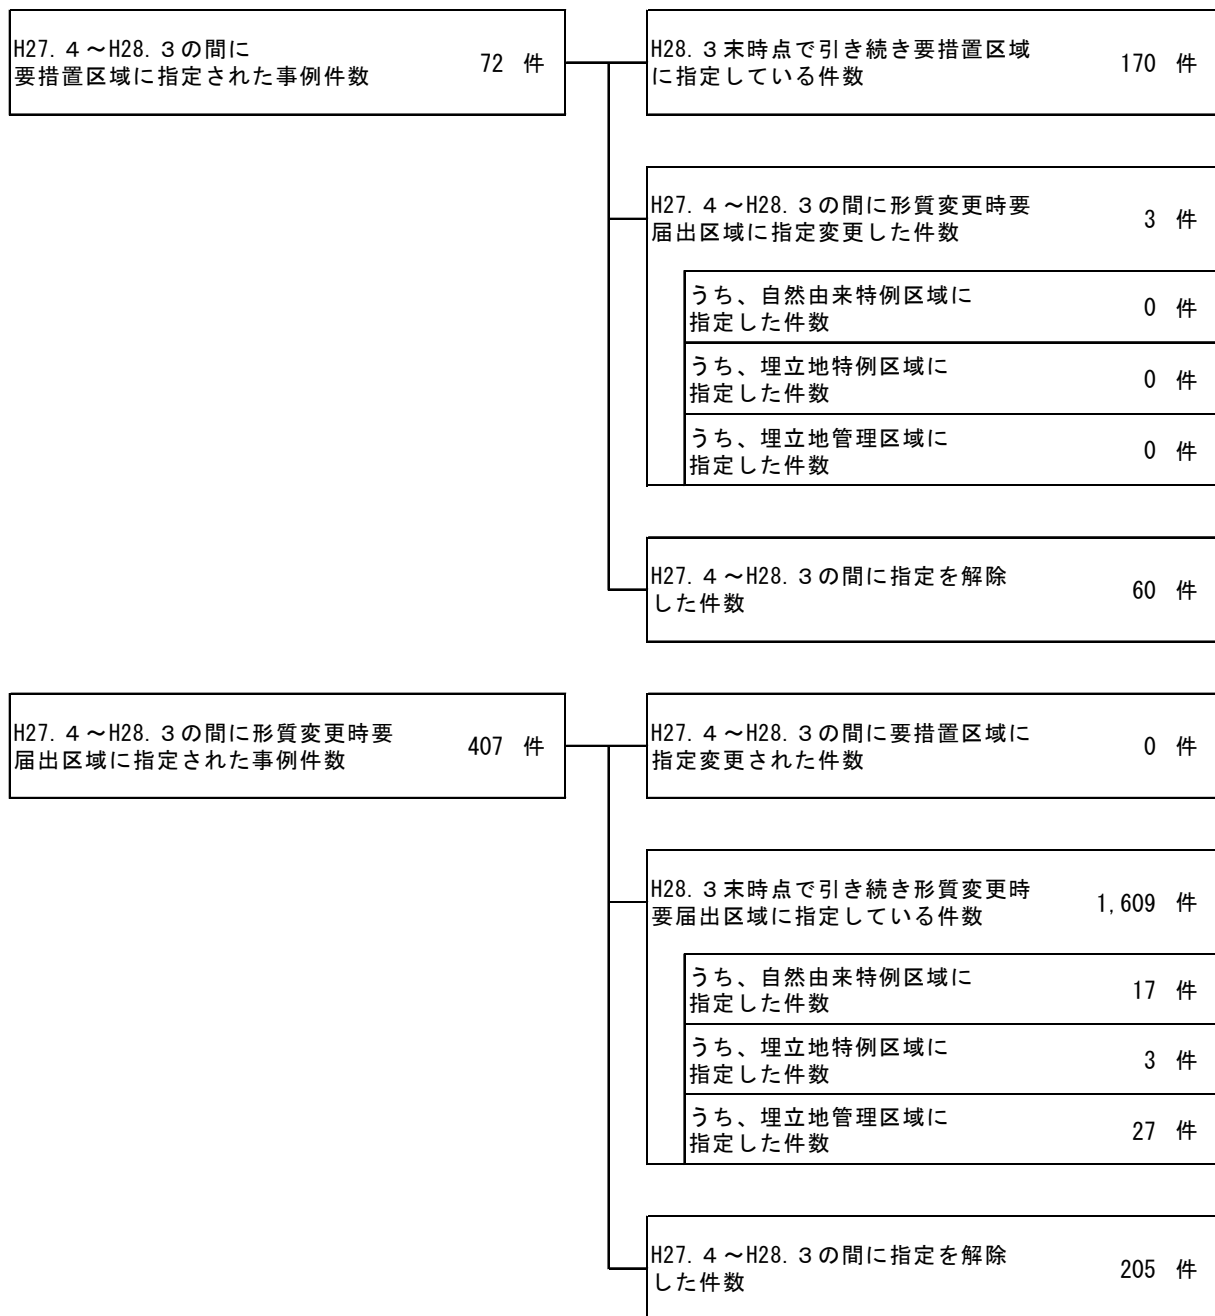 H27.４～H28.３の間に
要措置区域に指定された事例件数 72 件
H28.３末時点で引き続き要措置区域
に指定している件数 170 件
H27.４～H28.３の間に形質変更時要
届出区域に指定変更した件数 3 件
うち、自然由来特例区域に
指定した件数 0 件
うち、埋立地特例区域に
指定した件数 0 件
うち、埋立地管理区域に
指定した件数 0 件
H27.４～H28.３の間に指定を解除
した件数 60 件
H27.４～H28.３の間に形質変更時要
届出区域に指定された事例件数 407 件
H27.４～H28.３の間に要措置区域に
指定変更された件数 0 件
H28.３末時点で引き続き形質変更時
要届出区域に指定している件数 1,609 件
うち、自然由来特例区域に
指定した件数 17 件
うち、埋立地特例区域に
指定した件数 3 件
うち、埋立地管理区域に
指定した件数 27 件
H27.４～H28.３の間に指定を解除
した件数 205 件